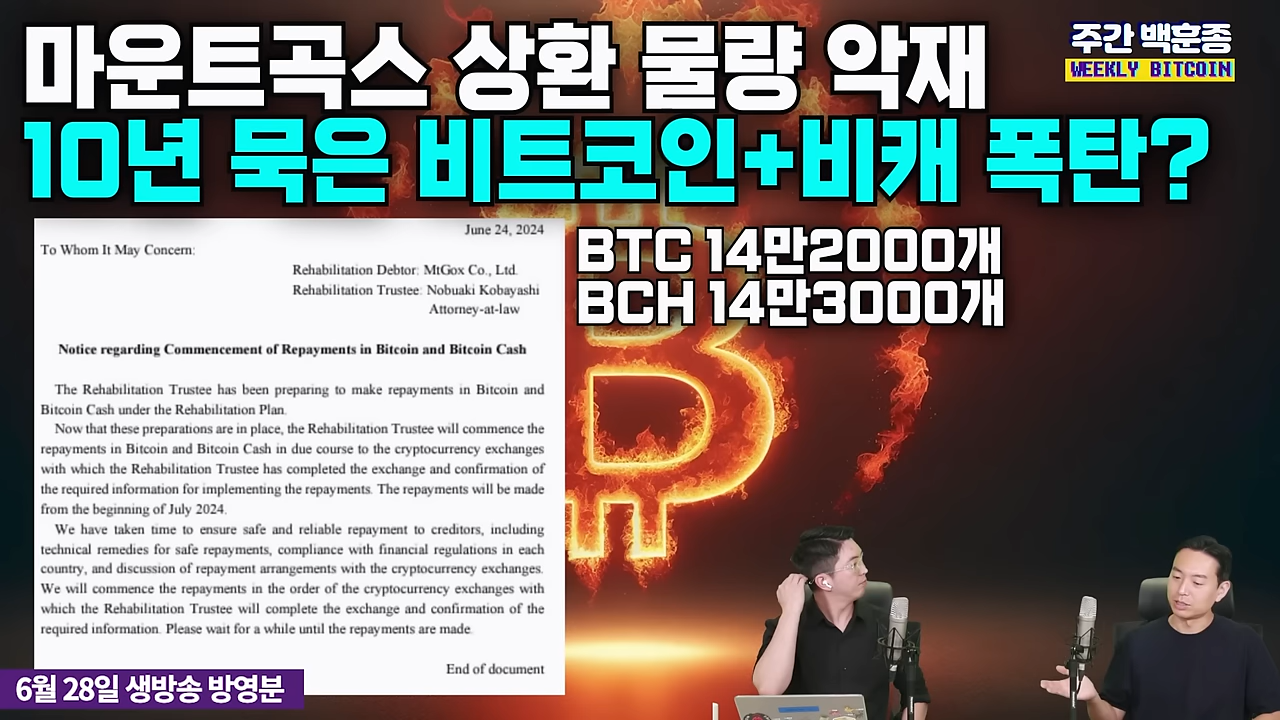 마운트곡스 상환 물량 악재
10년 묵은 비트코인+비캐 폭탄?
주간 백훈종
WEEKLY BITCOIN
BTC 14만2000개
BCH 14만3000개
June 24, 2024
To Whom It May Concern:
Rehabilitation Debtor: MtGox Co., Ltd.
Rehabilitation Trustee: Nobuaki Kobayashi
Attorney-at-law
Notice regarding Commencement of Repayments in Bitcoin and Bitcoin Cash
The Rehabilitation Trustee has been preparing to make repayments in Bitcoin and
Bitcoin Cash under the Rehabilitation Plan.
Now that these preparations are in place, the Rehabilitation Trustee will commence the
repayments in Bitcoin and Bitcoin Cash in due course to the cryptocurrency exchanges
with which the Rehabilitation Trustee has completed the exchange and confirmation of
the required information for implementing the repayments. The repayments will be made
from the beginning of July 2024.
We have taken time to ensure safe and reliable repayment to creditors, including
technical remedies for safe repayments, compliance with financial regulations in each
country, and discussion of repayment arrangements with the cryptocurrency exchanges.
We will commence the repayments in the order of the cryptocurrency exchanges with
which the Rehabilitation Trustee will complete the exchange and confirmation of the
required information. Please wait for a while until the repayments are made.
End of document
6월 28일 생방송 방영분